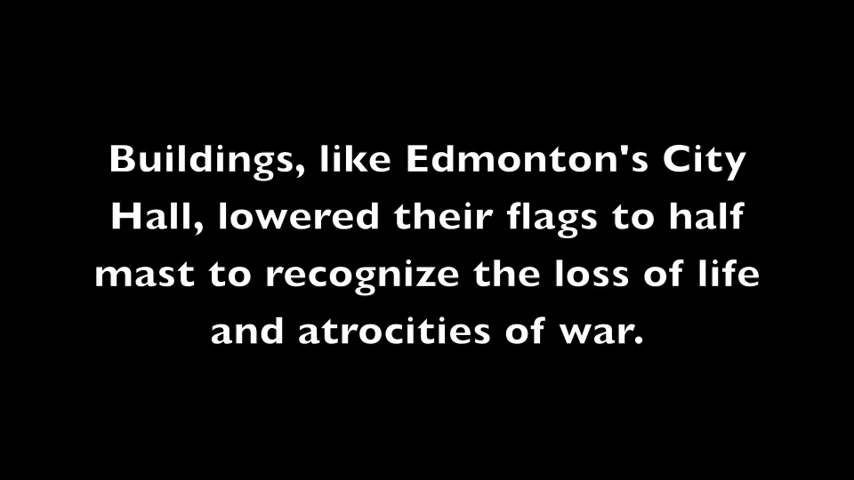 Buildings, like Edmonton's City
Hall, lowered their flags to half
mast to recognize the loss of life
and atrocities of war.